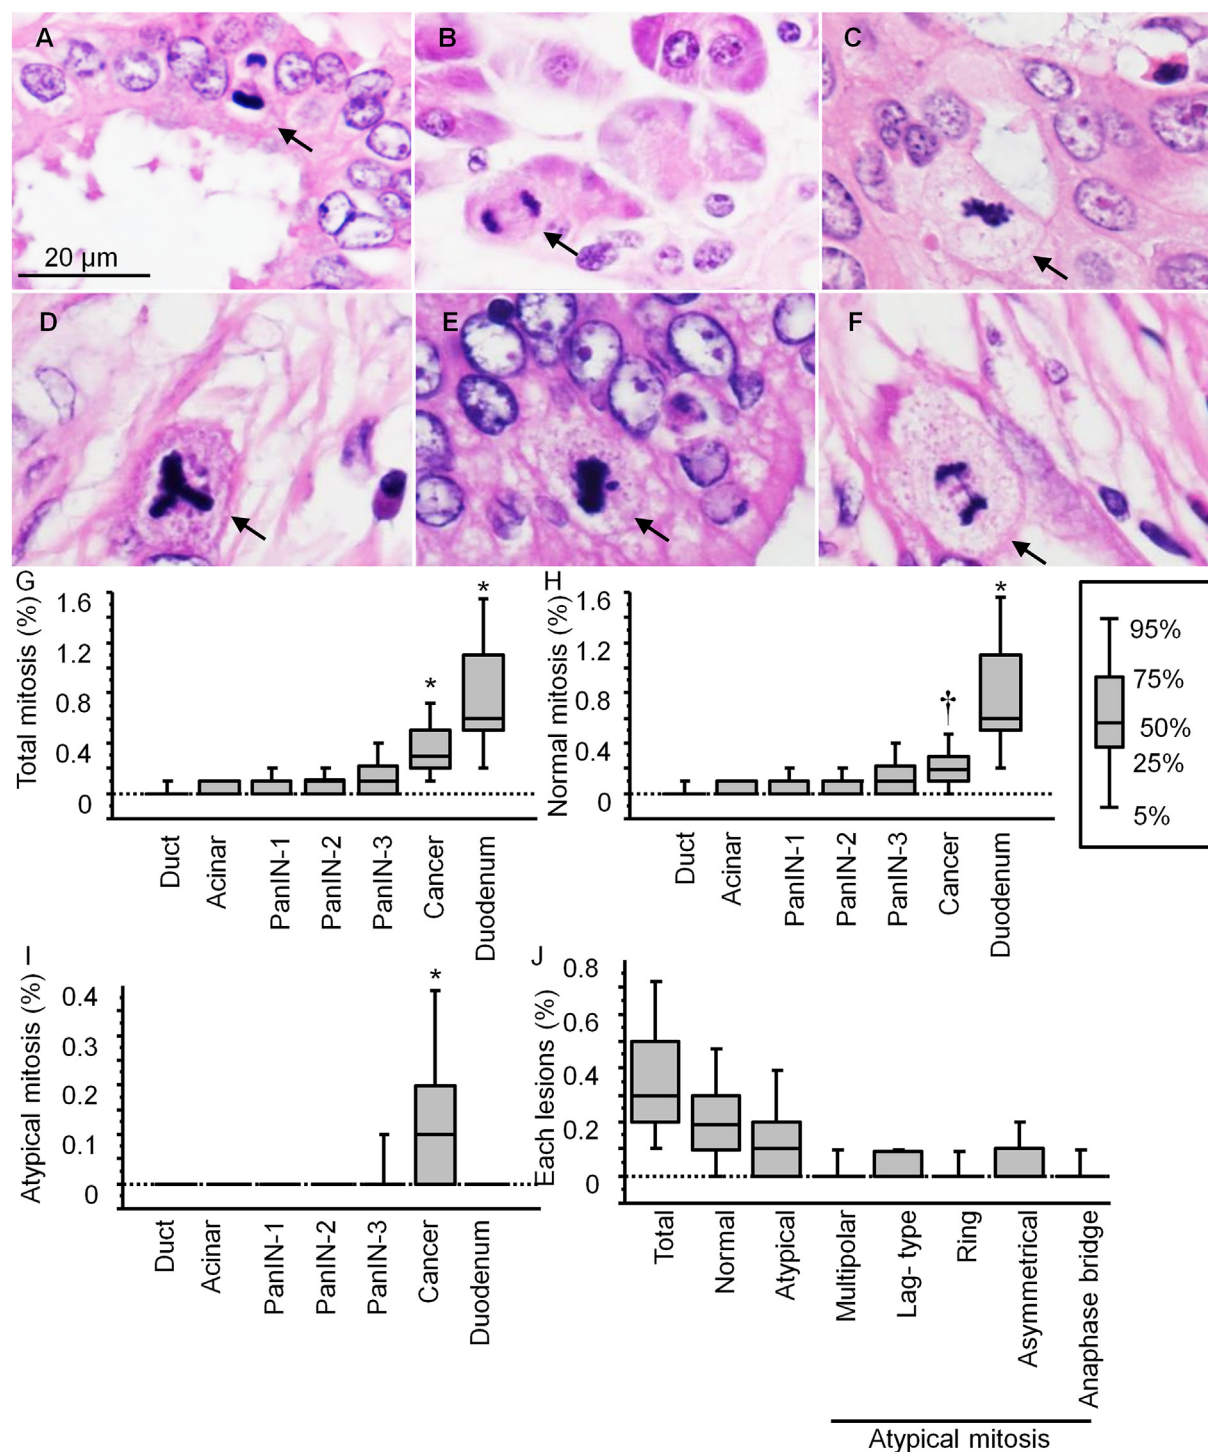 A
B
C
20 µm
D
E
F
G
Total mitosis (%)
1.6
1.2
0.8
0.4
0
*
*
Duct
Acinar
PanIN-1
PanIN-2
PanIN-3
Cancer
Duodenum
H
Normal mitosis (%)
1.6
1.2
0.8
0.4
0
†
*
Duct
Acinar
PanIN-1
PanIN-2
PanIN-3
Cancer
Duodenum
95%
75%
50%
25%
5%
I
Atypical mitosis (%)
0.4
0.3
0.2
0.1
0
*
Duct
Acinar
PanIN-1
PanIN-2
PanIN-3
Cancer
Duodenum
J
Each lesions (%)
0.8
0.6
0.4
0.2
0
Total
Normal
Atypical
Multipolar
Lag- type
Ring
Asymmetrical
Anaphase bridge
Atypical mitosis